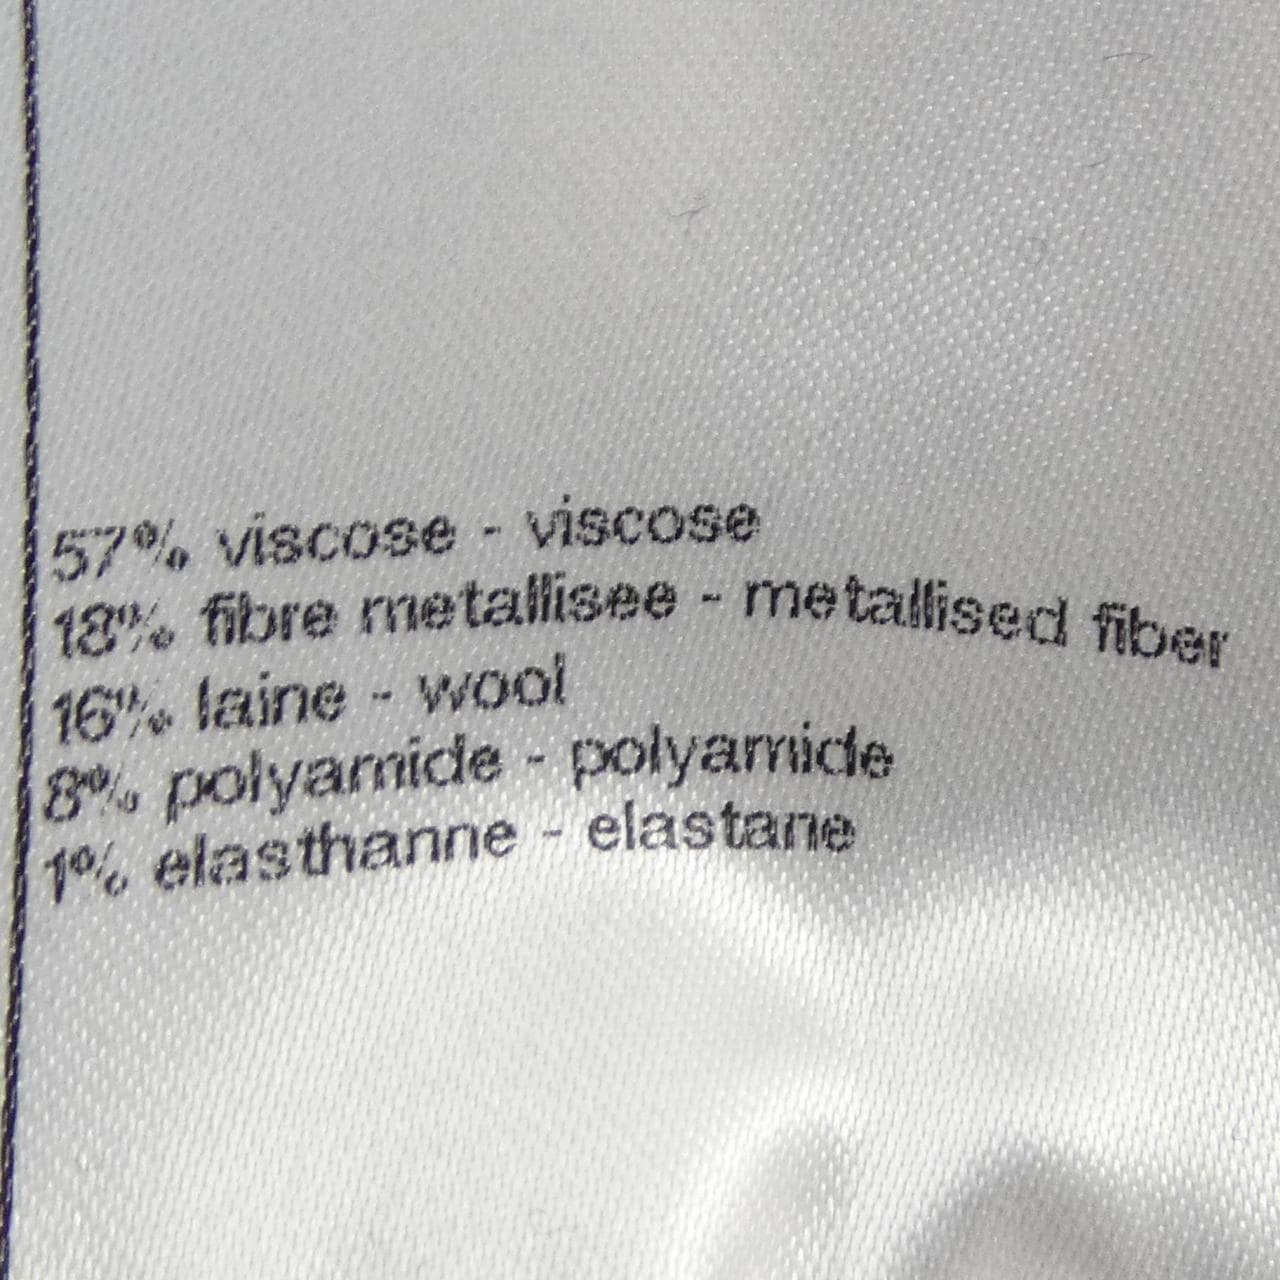 57% viscose - viscose
18% fibre metallisee - metallised fiber
16% laine - wool
8% polyamide - polyamide
1% elasthanne - elastane